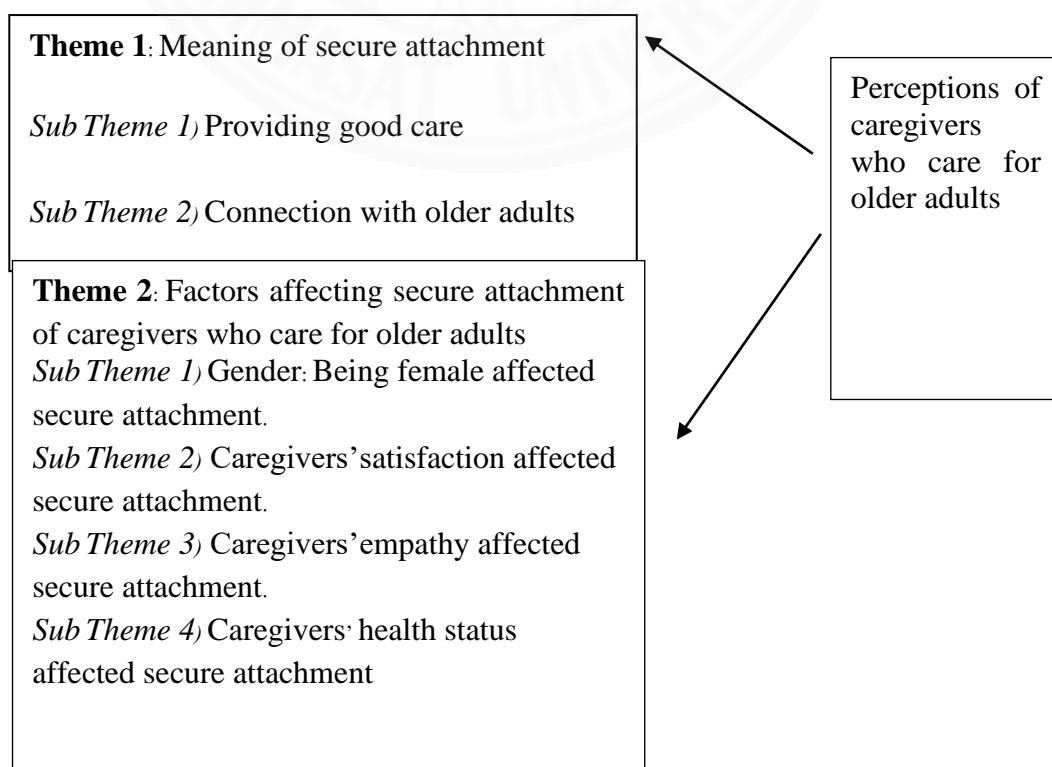 Theme 1: Meaning of secure attachment
Sub Theme 1) Providing good care
Sub Theme 2) Connection with older adults
Theme 2: Factors affecting secure attachment
of caregivers who care for older adults
Sub Theme 1) Gender: Being female affected
secure attachment.
Sub Theme 2) Caregivers’satisfaction affected
secure attachment.
Sub Theme 3) Caregivers’empathy affected
secure attachment.
Sub Theme 4) Caregivers’ health status
affected secure attachment
Perceptions of
caregivers
who care for
older adults